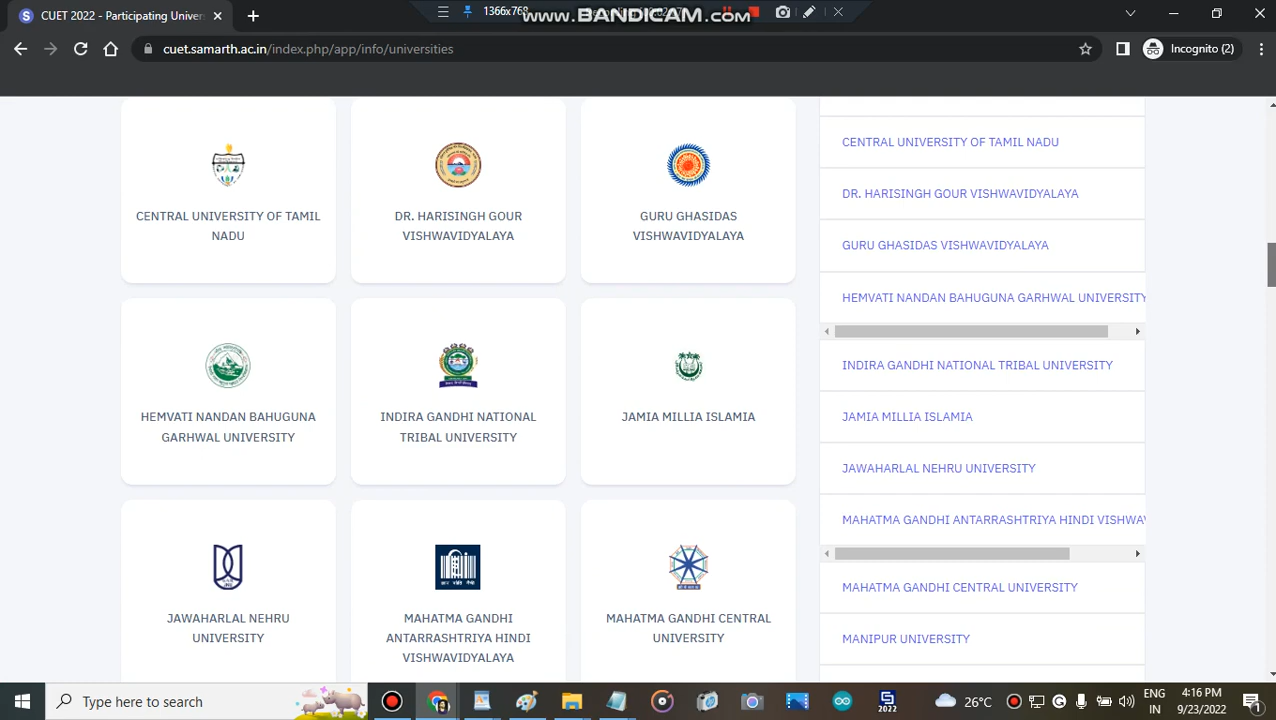 CUET 2022 - Participating Univer
1366x768
www.BANDICAM.com
cuet.samarth.ac.in/index.php/app/info/universities
Incognito (2)
CENTRAL UNIVERSITY OF TAMIL
NADU
DR. HARISINGH GOUR
VISHWAVIDYALAYA
GURU GHASIDAS
VISHWAVIDYALAYA
HEMVATI NANDAN BAHUGUNA
GARHWAL UNIVERSITY
INDIRA GANDHI NATIONAL
TRIBAL UNIVERSITY
JAMIA MILLIA ISLAMIA
JAWAHARLAL NEHRU
UNIVERSITY
MAHATMA GANDHI
ANTARRASHTRIYA HINDI
VISHWAVIDYALAYA
MAHATMA GANDHI CENTRAL
UNIVERSITY
CENTRAL UNIVERSITY OF TAMIL NADU
DR. HARISINGH GOUR VISHWAVIDYALAYA
GURU GHASIDAS VISHWAVIDYALAYA
HEMVATI NANDAN BAHUGUNA GARHWAL UNIVERSITY
INDIRA GANDHI NATIONAL TRIBAL UNIVERSITY
JAMIA MILLIA ISLAMIA
JAWAHARLAL NEHRU UNIVERSITY
MAHATMA GANDHI ANTARRASHTRIYA HINDI VISHWAV
MAHATMA GANDHI CENTRAL UNIVERSITY
MANIPUR UNIVERSITY
Type here to search
2022
26°C
ENG
IN
4:16 PM
9/23/2022
1